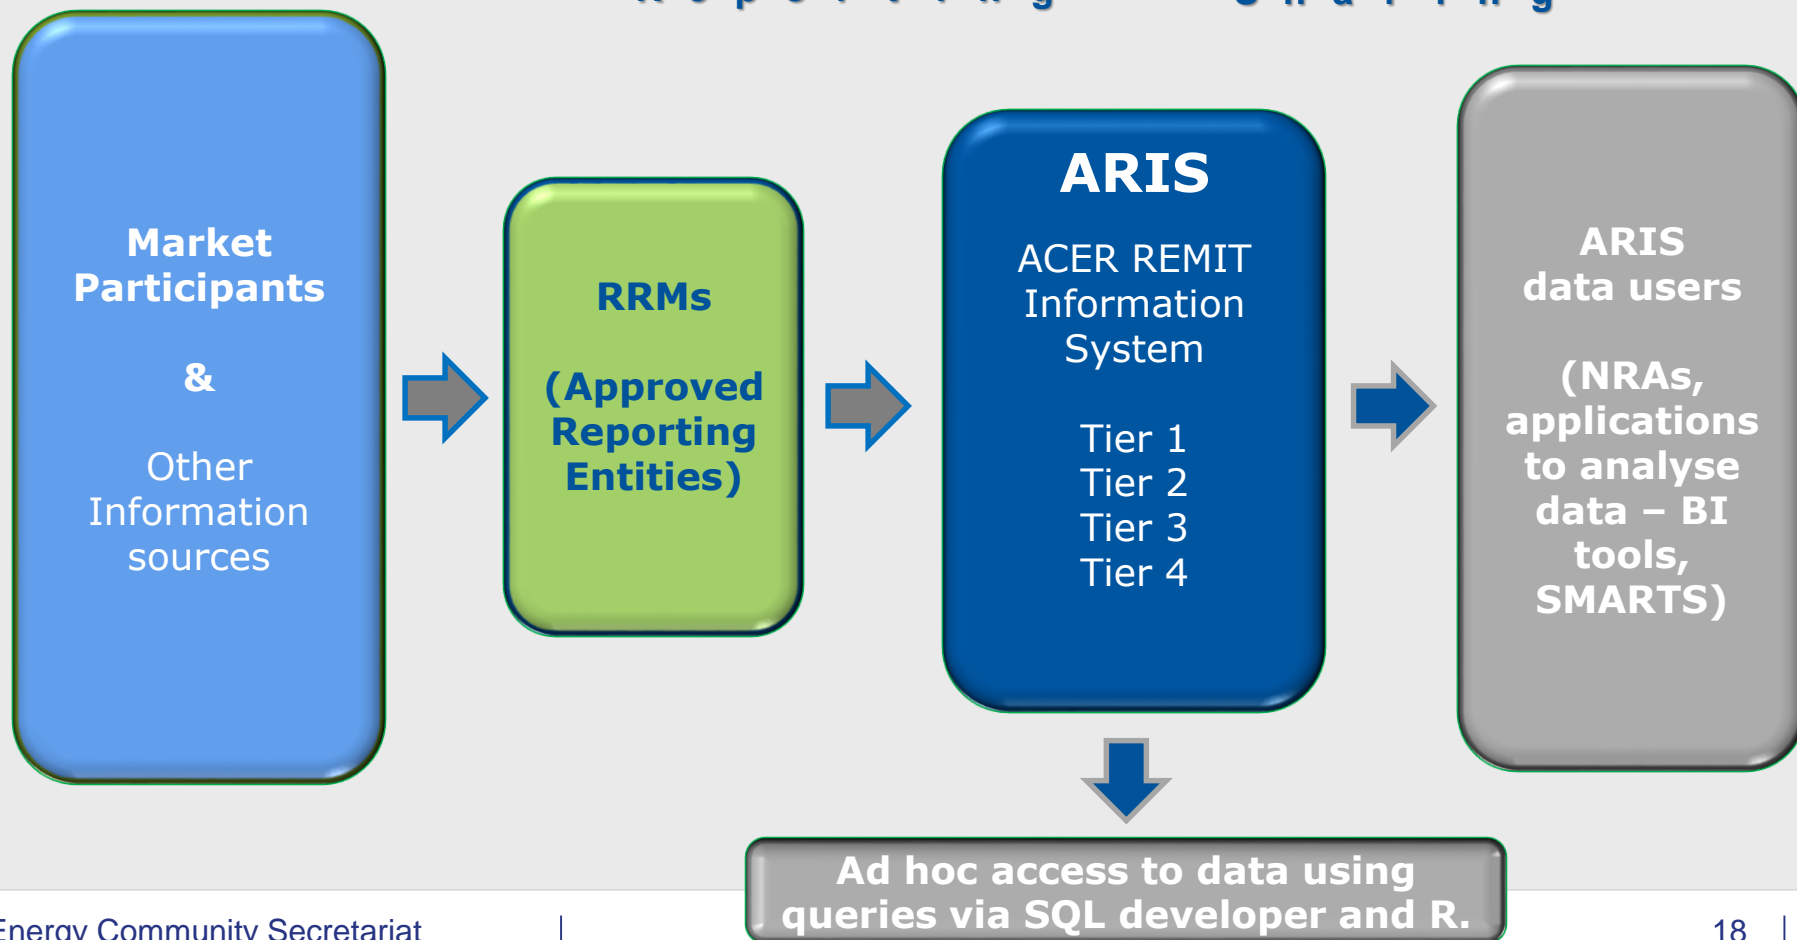 Reporting Sharing
Market
Participants
&
Other
Information
sources
RRMs
(Approved
Reporting
Entities)
ARIS
ACER REMIT
Information
System
Tier 1
Tier 2
Tier 3
Tier 4
ARIS
data users
(NRAs,
applications
to analyse
data – BI
tools,
SMARTS)
Ad hoc access to data using
queries via SQL developer and R.
Energy Community Secretariat
18